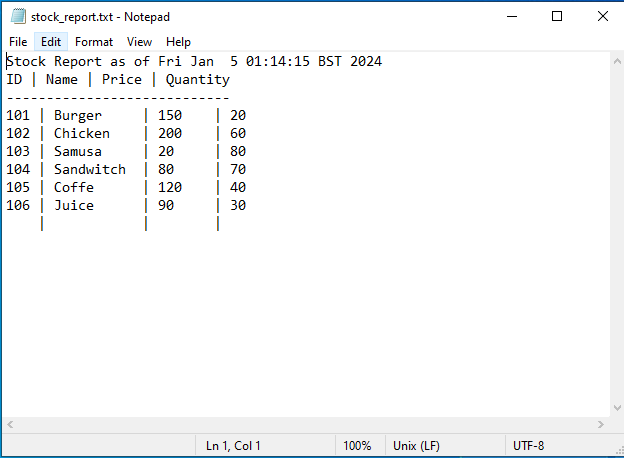 stock_report.txt - Notepad
File Edit Format View Help
Stock Report as of Fri Jan  5 01:14:15 BST 2024
ID | Name | Price | Quantity
----------------------------
101 | Burger     | 150    | 20
102 | Chicken    | 200    | 60
103 | Samusa     | 20     | 80
104 | Sandwitch  | 80     | 70
105 | Coffe      | 120    | 40
106 | Juice      | 90     | 30
    |            |        |
Ln 1, Col 1 100% Unix (LF) UTF-8